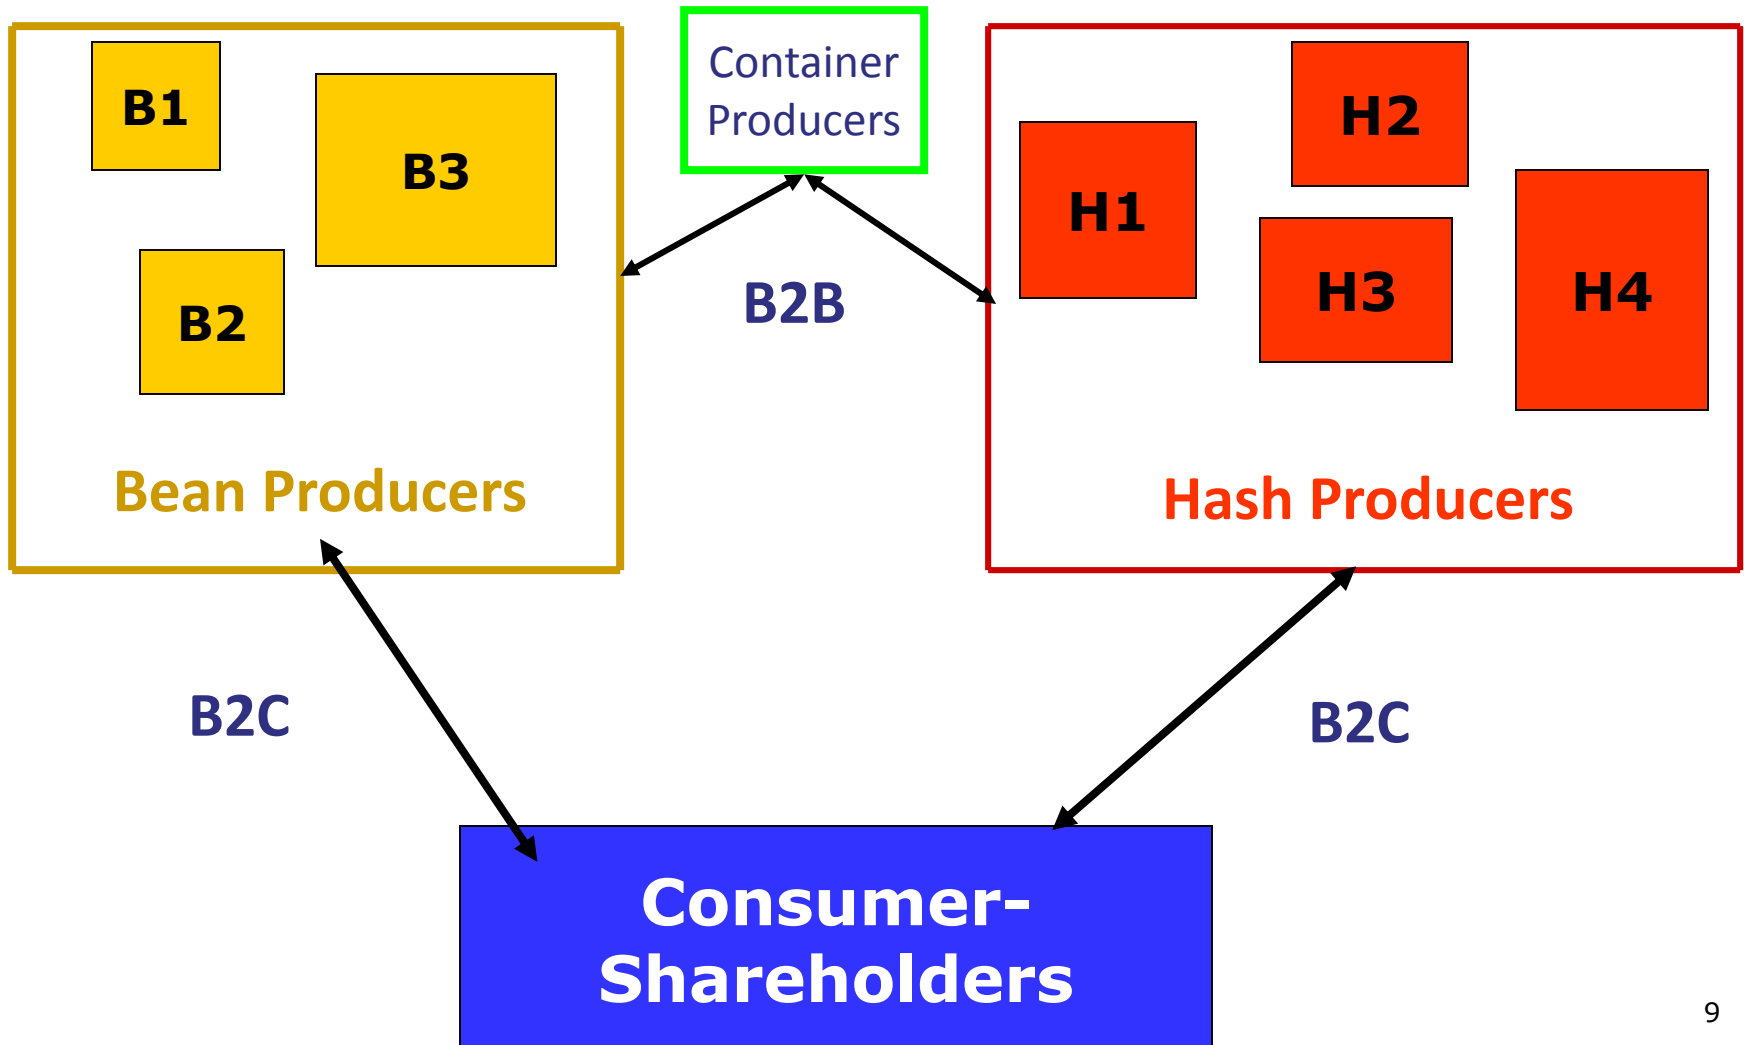 B1
B3
B2
Bean Producers
Container
Producers
B2B
H1
H2
H3
H4
Hash Producers
B2C
B2C
Consumer-
Shareholders
9